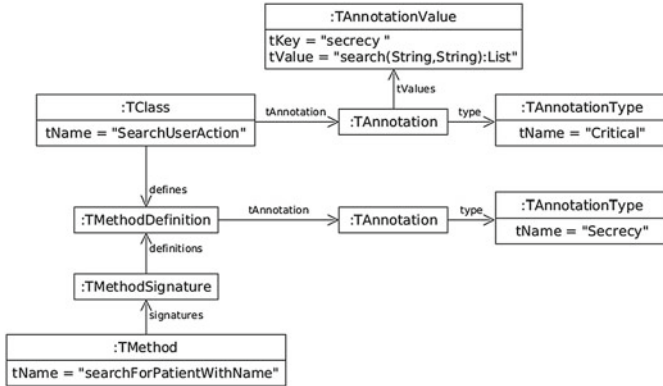 :TAnnotationValue
tKey = "secrecy "
tValue = "search(String,String):List"
tValues
:TClass
tName = "SearchUserAction"
tAnnotation
:TAnnotation
type
:TAnnotationType
tName = "Critical"
defines
:TMethodDefinition
tAnnotation
:TAnnotation
type
:TAnnotationType
tName = "Secrecy"
definitions
:TMethodSignature
signatures
:TMethod
tName = "searchForPatientWithName"